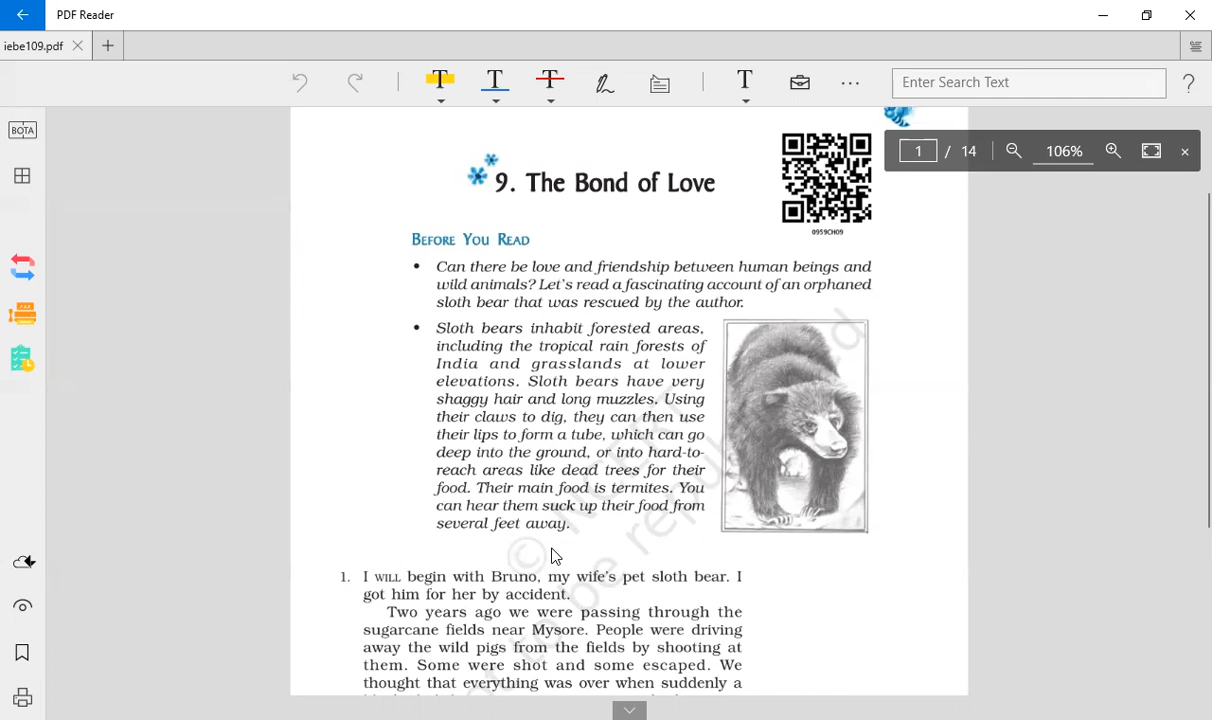 PDF Reader
iebe109.pdf
T T T T Enter Search Text ?
BOTA
1 / 14 106%
9. The Bond of Love
0959CH09
BEFORE YOU READ
• Can there be love and friendship between human beings and
wild animals? Let's read a fascinating account of an orphaned
sloth bear that was rescued by the author.
• Sloth bears inhabit forested areas,
including the tropical rain forests of
India and grasslands at lower
elevations. Sloth bears have very
shaggy hair and long muzzles. Using
their claws to dig, they can then use
their lips to form a tube, which can go
deep into the ground, or into hard-to-
reach areas like dead trees for their
food. Their main food is termites. You
can hear them suck up their food from
several feet away.
© NCERT
not to be republished
1. I WILL begin with Bruno, my wife's pet sloth bear. I
got him for her by accident.
Two years ago we were passing through the
sugarcane fields near Mysore. People were driving
away the wild pigs from the fields by shooting at
them. Some were shot and some escaped. We
thought that everything was over when suddenly a